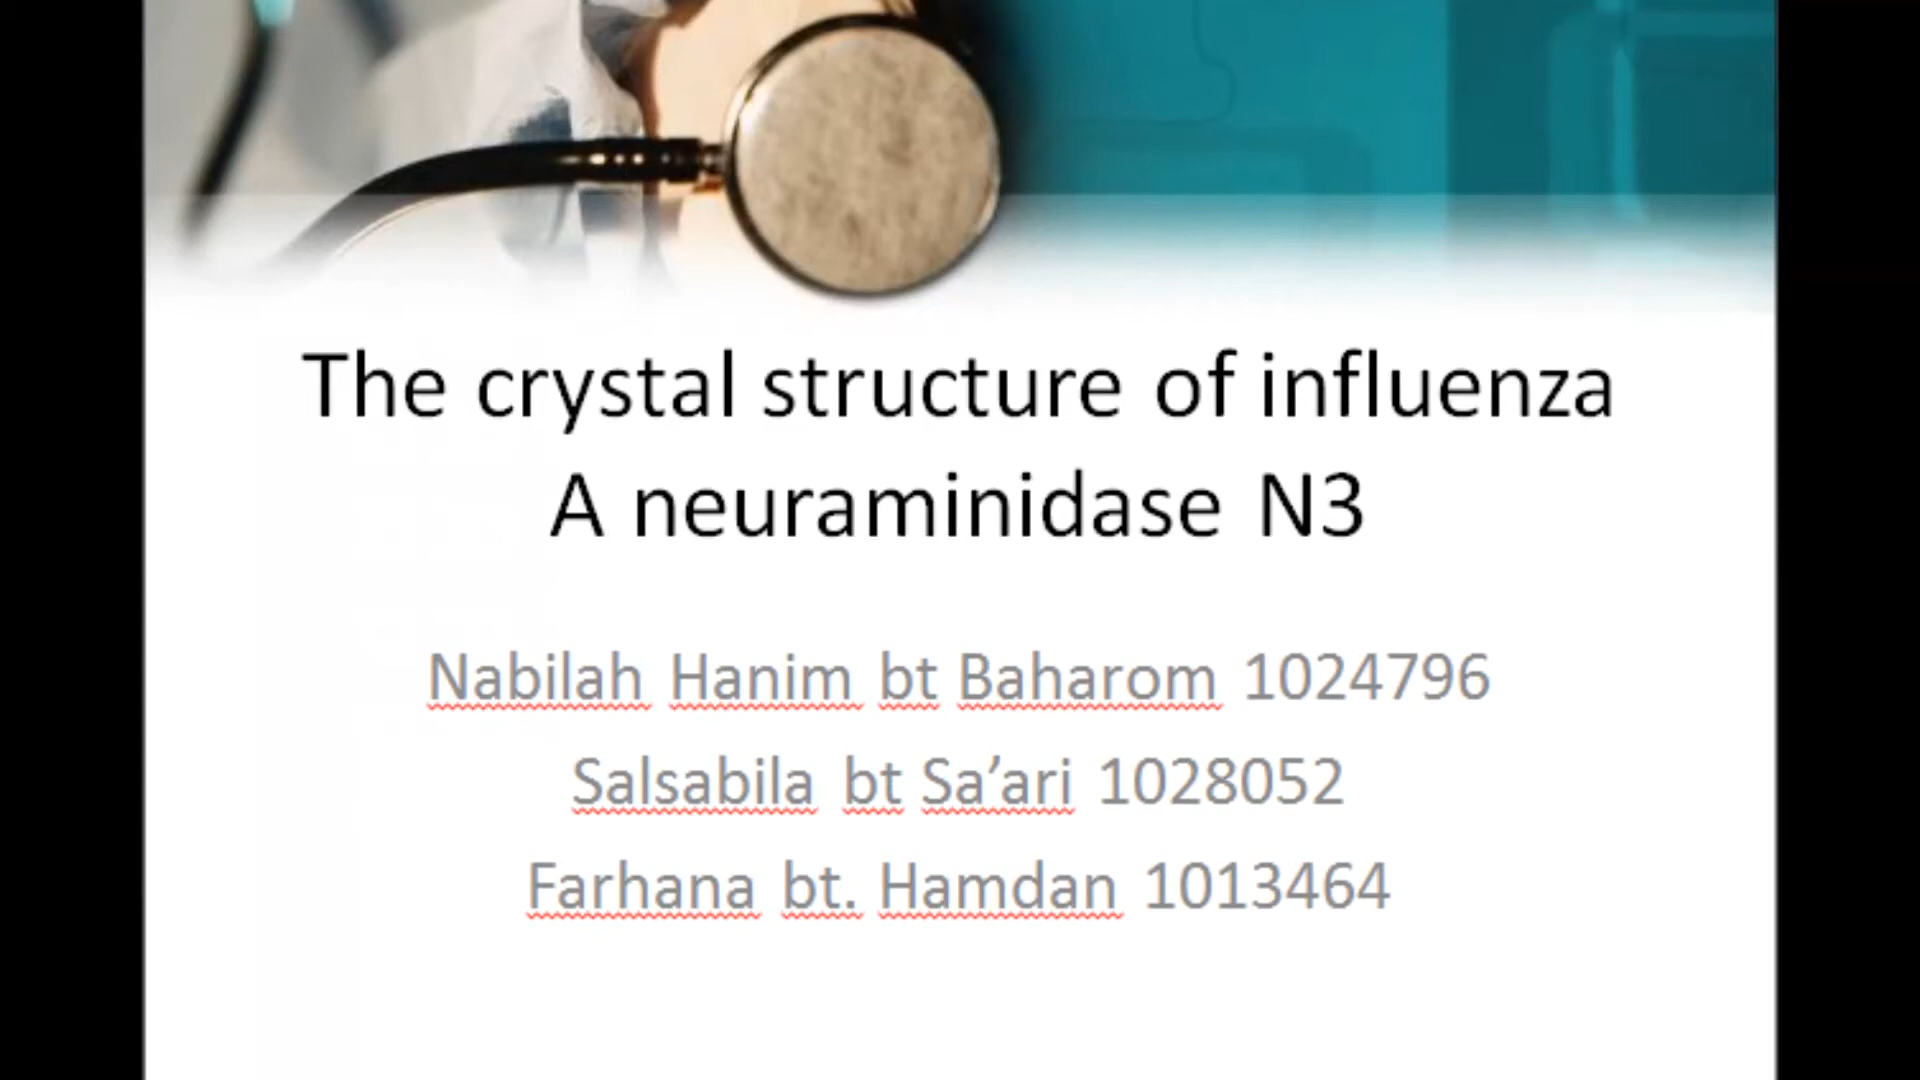 The crystal structure of influenza
A neuraminidase N3
Nabilah Hanim bt Baharom 1024796
Salsabila bt Sa’ari 1028052
Farhana bt. Hamdan 1013464